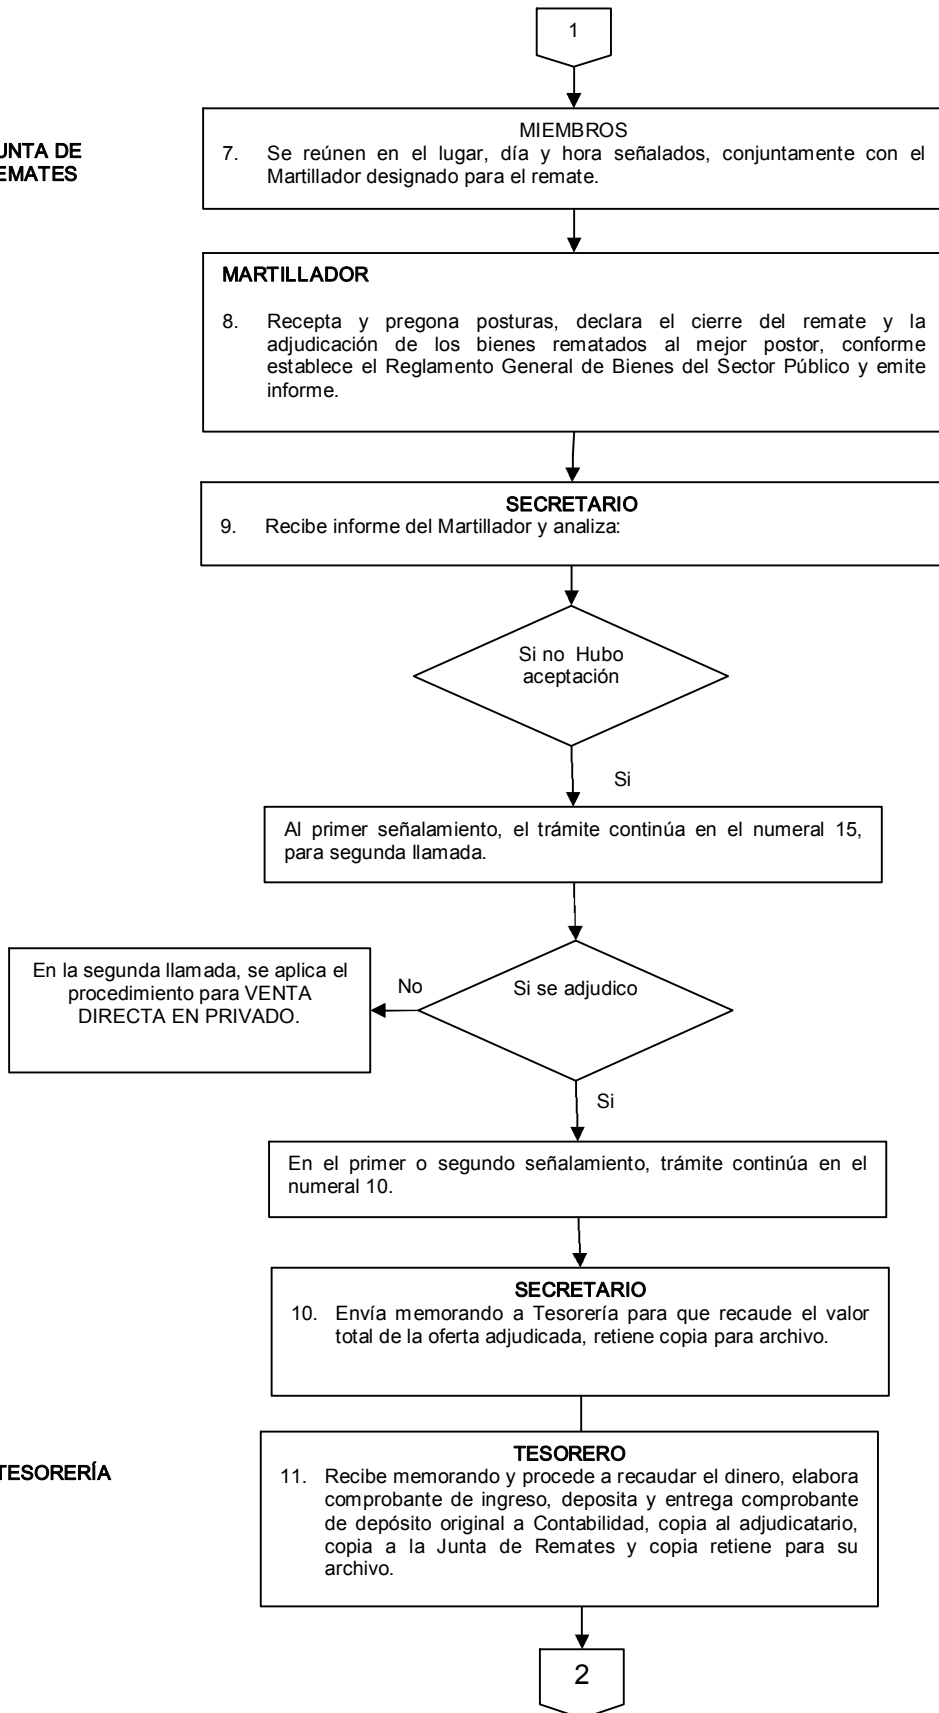 1
UNTA DE
EMATES
MIEMBROS
7. Se reúnen en el lugar, día y hora señalados, conjuntamente con el
Martillador designado para el remate.
MARTILLADOR
8. Recepta y pregona posturas, declara el cierre del remate y la
adjudicación de los bienes rematados al mejor postor, conforme
establece el Reglamento General de Bienes del Sector Público y emite
informe.
SECRETARIO
9. Recibe informe del Martillador y analiza:
Si no Hubo
aceptación
Si
Al primer señalamiento, el trámite continúa en el numeral 15,
para segunda llamada.
En la segunda llamada, se aplica el
procedimiento para VENTA
DIRECTA EN PRIVADO.
No
Si se adjudico
Si
En el primer o segundo señalamiento, trámite continúa en el
numeral 10.
SECRETARIO
10. Envía memorando a Tesorería para que recaude el valor
total de la oferta adjudicada, retiene copia para archivo.
TESORERÍA
TESORERO
11. Recibe memorando y procede a recaudar el dinero, elabora
comprobante de ingreso, deposita y entrega comprobante
de depósito original a Contabilidad, copia al adjudicatario,
copia a la Junta de Remates y copia retiene para su
archivo.
2